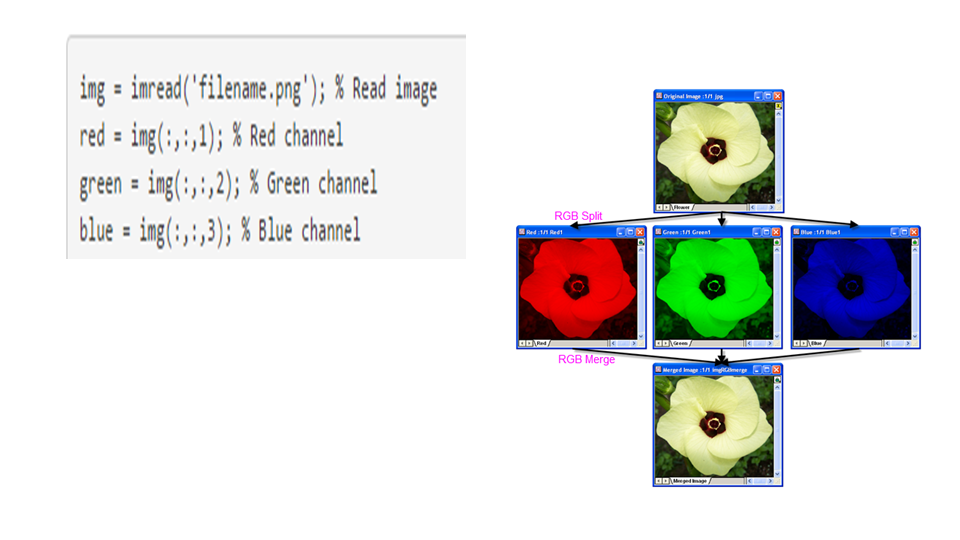 img = imread('filename.png'); % Read image
red = img(:,:,1); % Red channel
green = img(:,:,2); % Green channel
blue = img(:,:,3); % Blue channel
Original Image :1/1 jpg
Flower
RGB Split
Red :1/1 Red1
Green :1/1 Green1
Blue :1/1 Blue1
Red
Green
Blue
RGB Merge
Merged Image :1/1
Merged Image